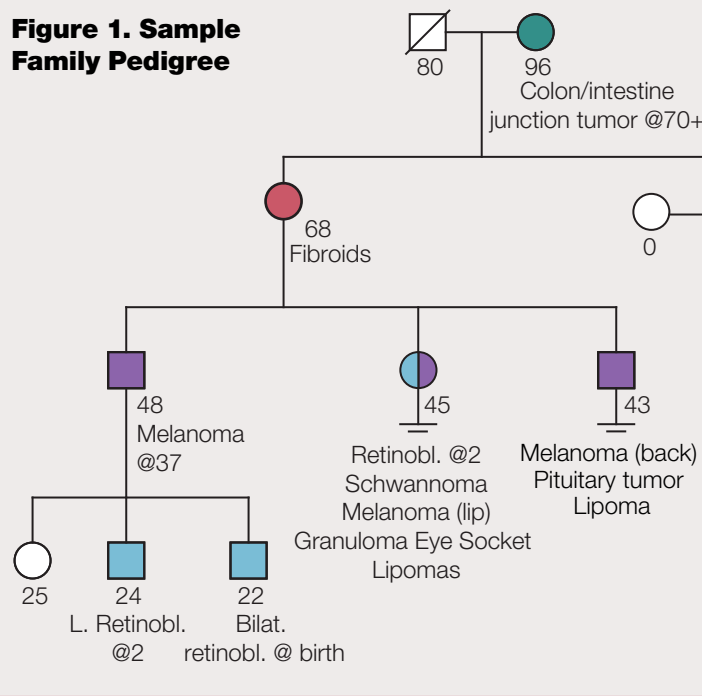 Figure 1. Sample
Family Pedigree
80
96
Colon/intestine
junction tumor @70+
68
Fibroids
0
48
Melanoma
@37
45
Retinobl. @2
Schwannoma
Melanoma (lip)
Granuloma Eye Socket
Lipomas
43
Melanoma (back)
Pituitary tumor
Lipoma
25
24
L. Retinobl.
@2
22
Bilat.
retinobl. @ birth